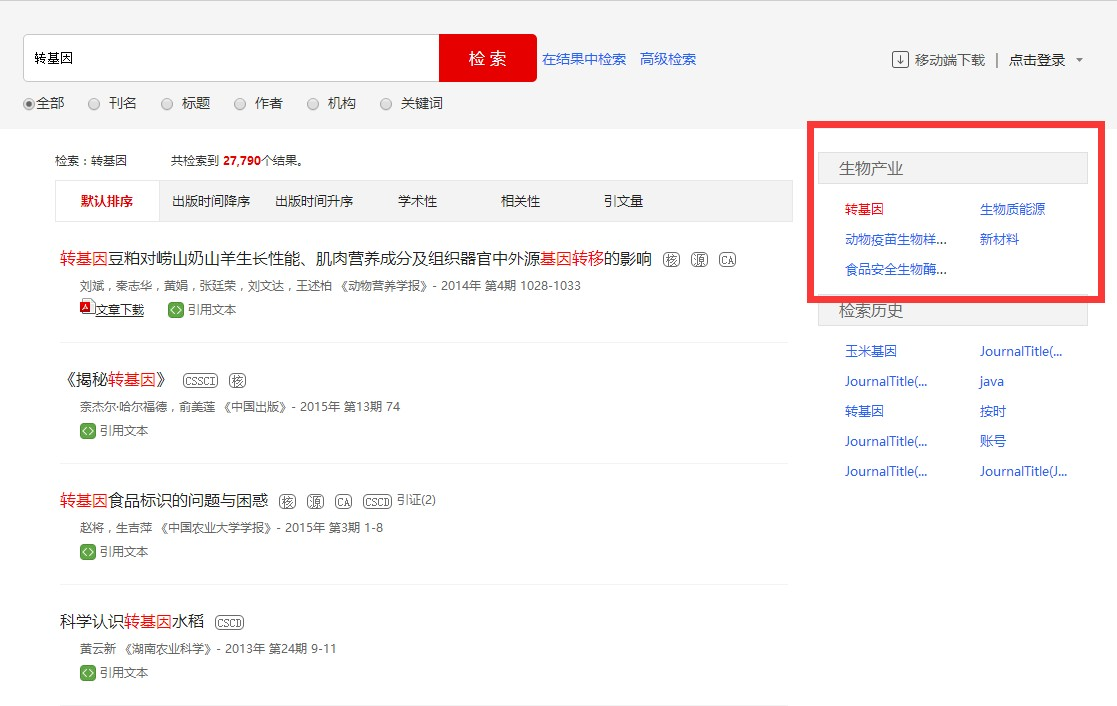 转基因
检 索
在结果中检索 高级检索
移动端下载 | 点击登录
全部 刊名 标题 作者 机构 关键词
检索：转基因 共检索到 27,790个结果。
默认排序 出版时间降序 出版时间升序 学术性 相关性 引文量
转基因豆粕对崂山奶山羊生长性能、肌肉营养成分及组织器官中外源基因转移的影响 核 源 CA
刘斌，秦志华，黄娟，张廷荣，刘文达，王述柏 《动物营养学报》- 2014年 第4期 1028-1033
文章下载 引用文本
《揭秘转基因》 CSSCI 核
奈杰尔·哈尔福德，俞美莲 《中国出版》- 2015年 第13期 74
引用文本
转基因食品标识的问题与困惑 核 源 CA CSCD 引证(2)
赵将，生吉萍 《中国农业大学学报》- 2015年 第3期 1-8
引用文本
科学认识转基因水稻 CSCD
黄云新 《湖南农业科学》- 2013年 第24期 9-11
引用文本
生物产业
转基因 生物质能源
动物疫苗生物样... 新材料
食品安全生物酶...
检索历史
玉米基因 JournalTitle(...
JournalTitle(... java
转基因 按时
JournalTitle(... 账号
JournalTitle(... JournalTitle(J...